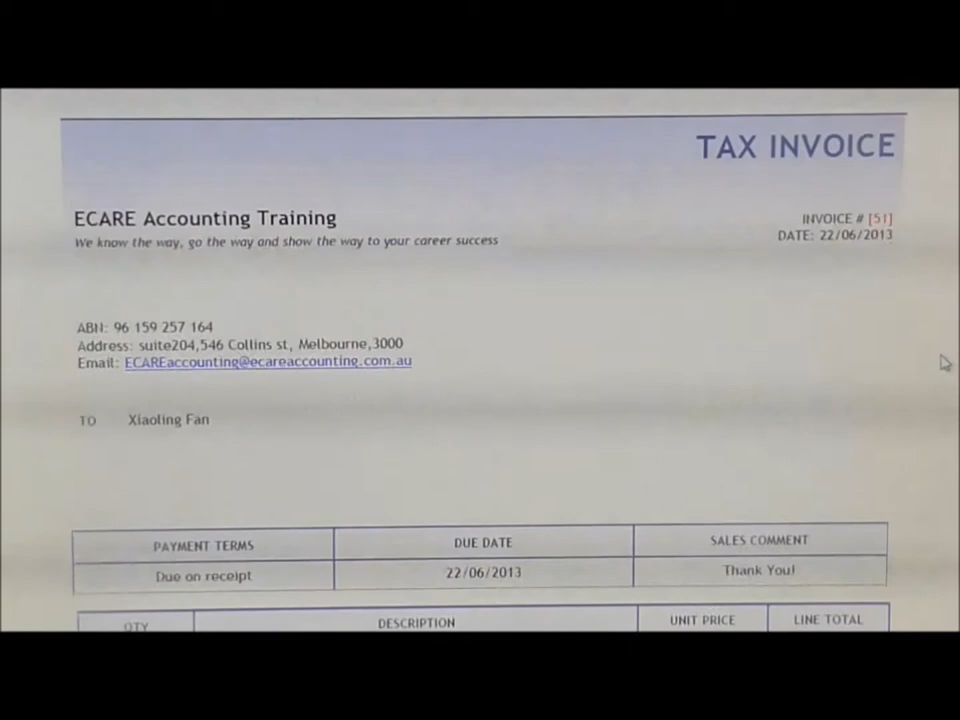 TAX INVOICE
ECARE Accounting Training
We know the way, go the way and show the way to your career success
INVOICE # [51]
DATE: 22/06/2013
ABN: 96 159 257 164
Address: suite204,546 Collins st, Melbourne,3000
Email: ECAREaccounting@ecareaccounting.com.au
TO Xiaoling Fan
PAYMENT TERMS DUE DATE SALES COMMENT
Due on receipt 22/06/2013 Thank You!
QTY DESCRIPTION UNIT PRICE LINE TOTAL